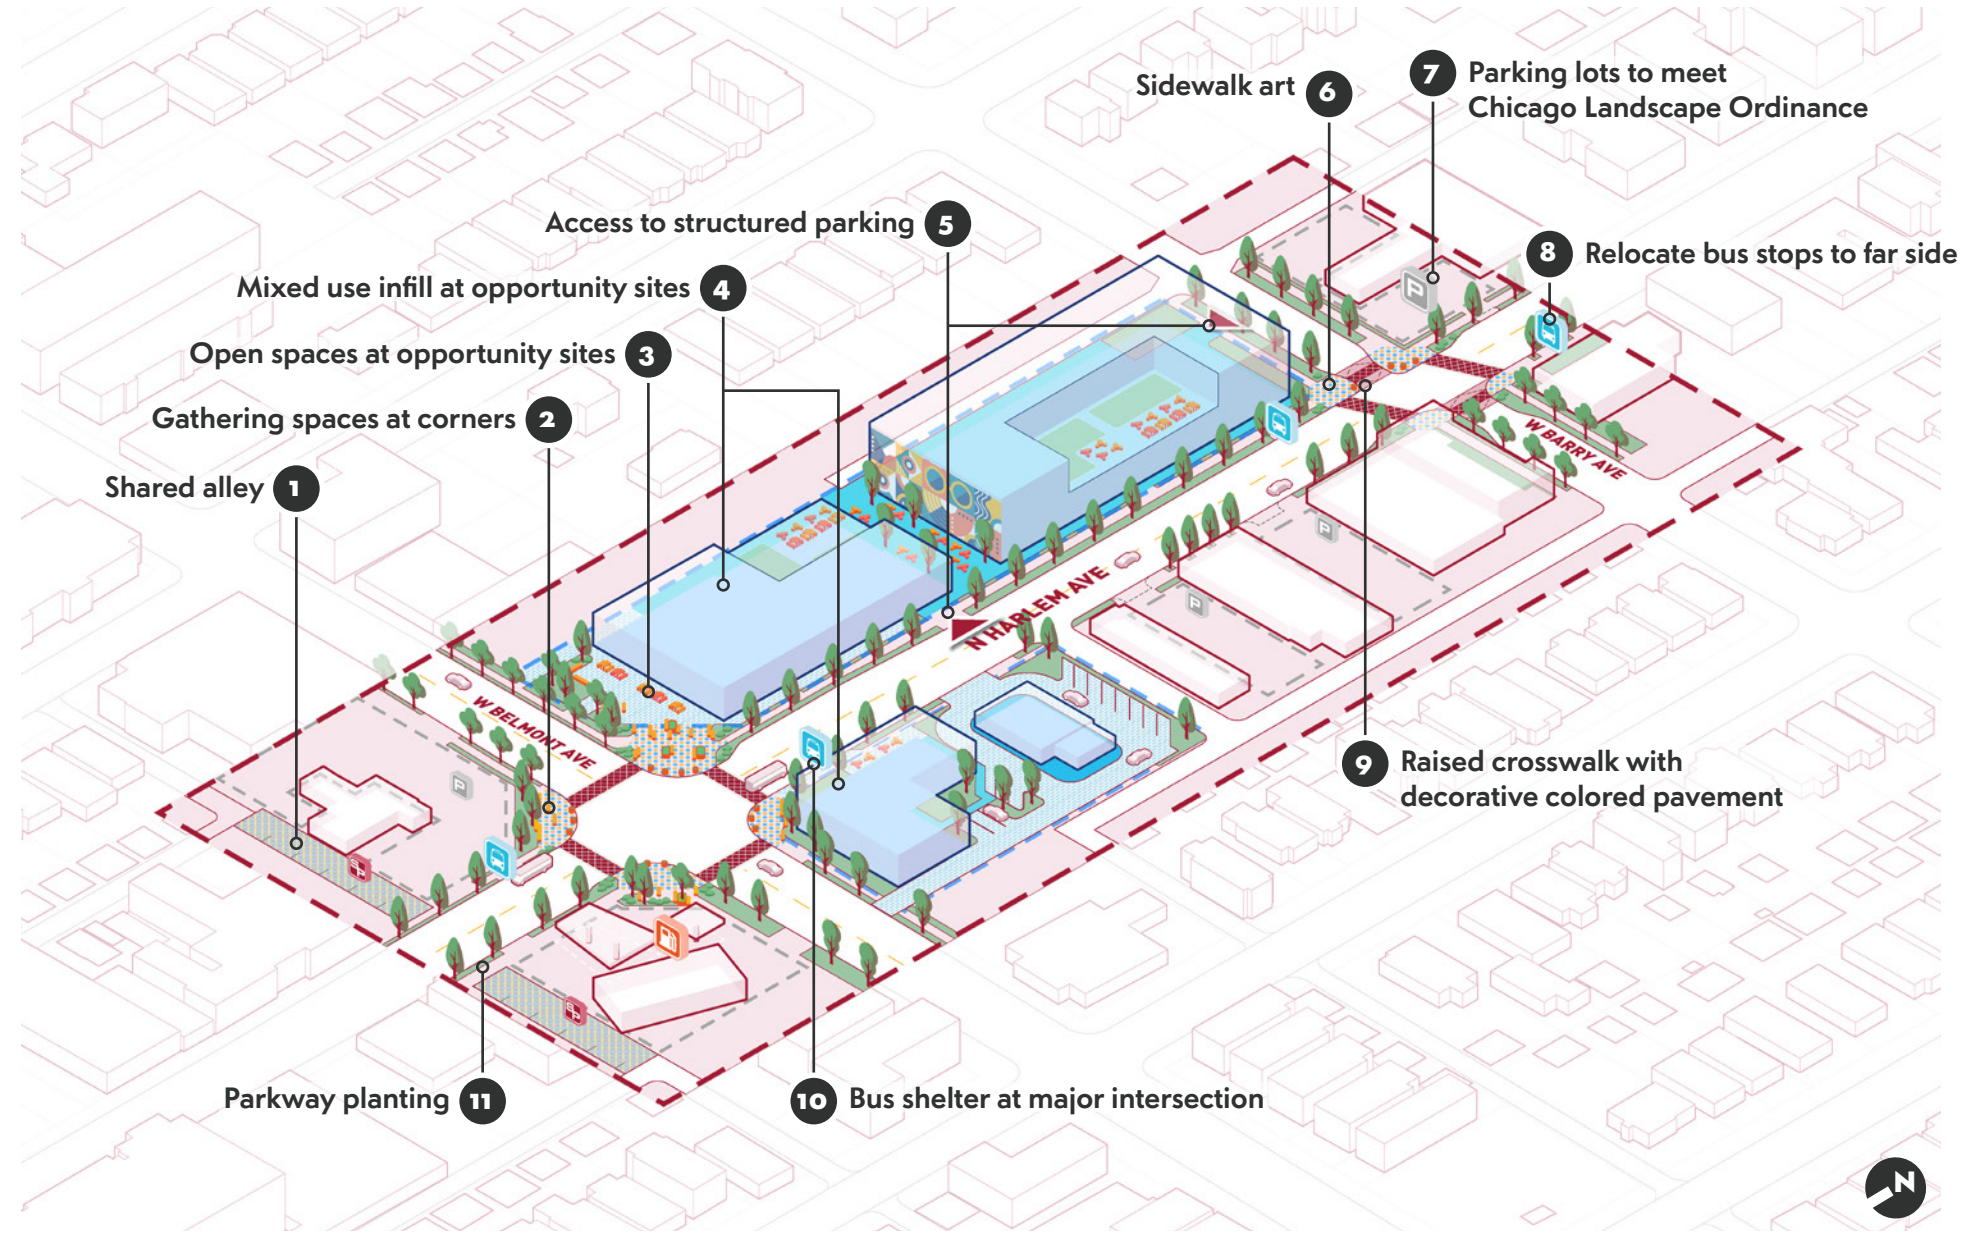 Sidewalk art 6
7 Parking lots to meet
Chicago Landscape Ordinance
Access to structured parking 5
8 Relocate bus stops to far side
Mixed use infill at opportunity sites 4
Open spaces at opportunity sites 3
Gathering spaces at corners 2
Shared alley 1
P
W BARRY AVE
P
P
N HARLEM AVE
W BELMONT AVE
P
9 Raised crosswalk with
decorative colored pavement
S P
S P
Parkway planting 11
10 Bus shelter at major intersection
N